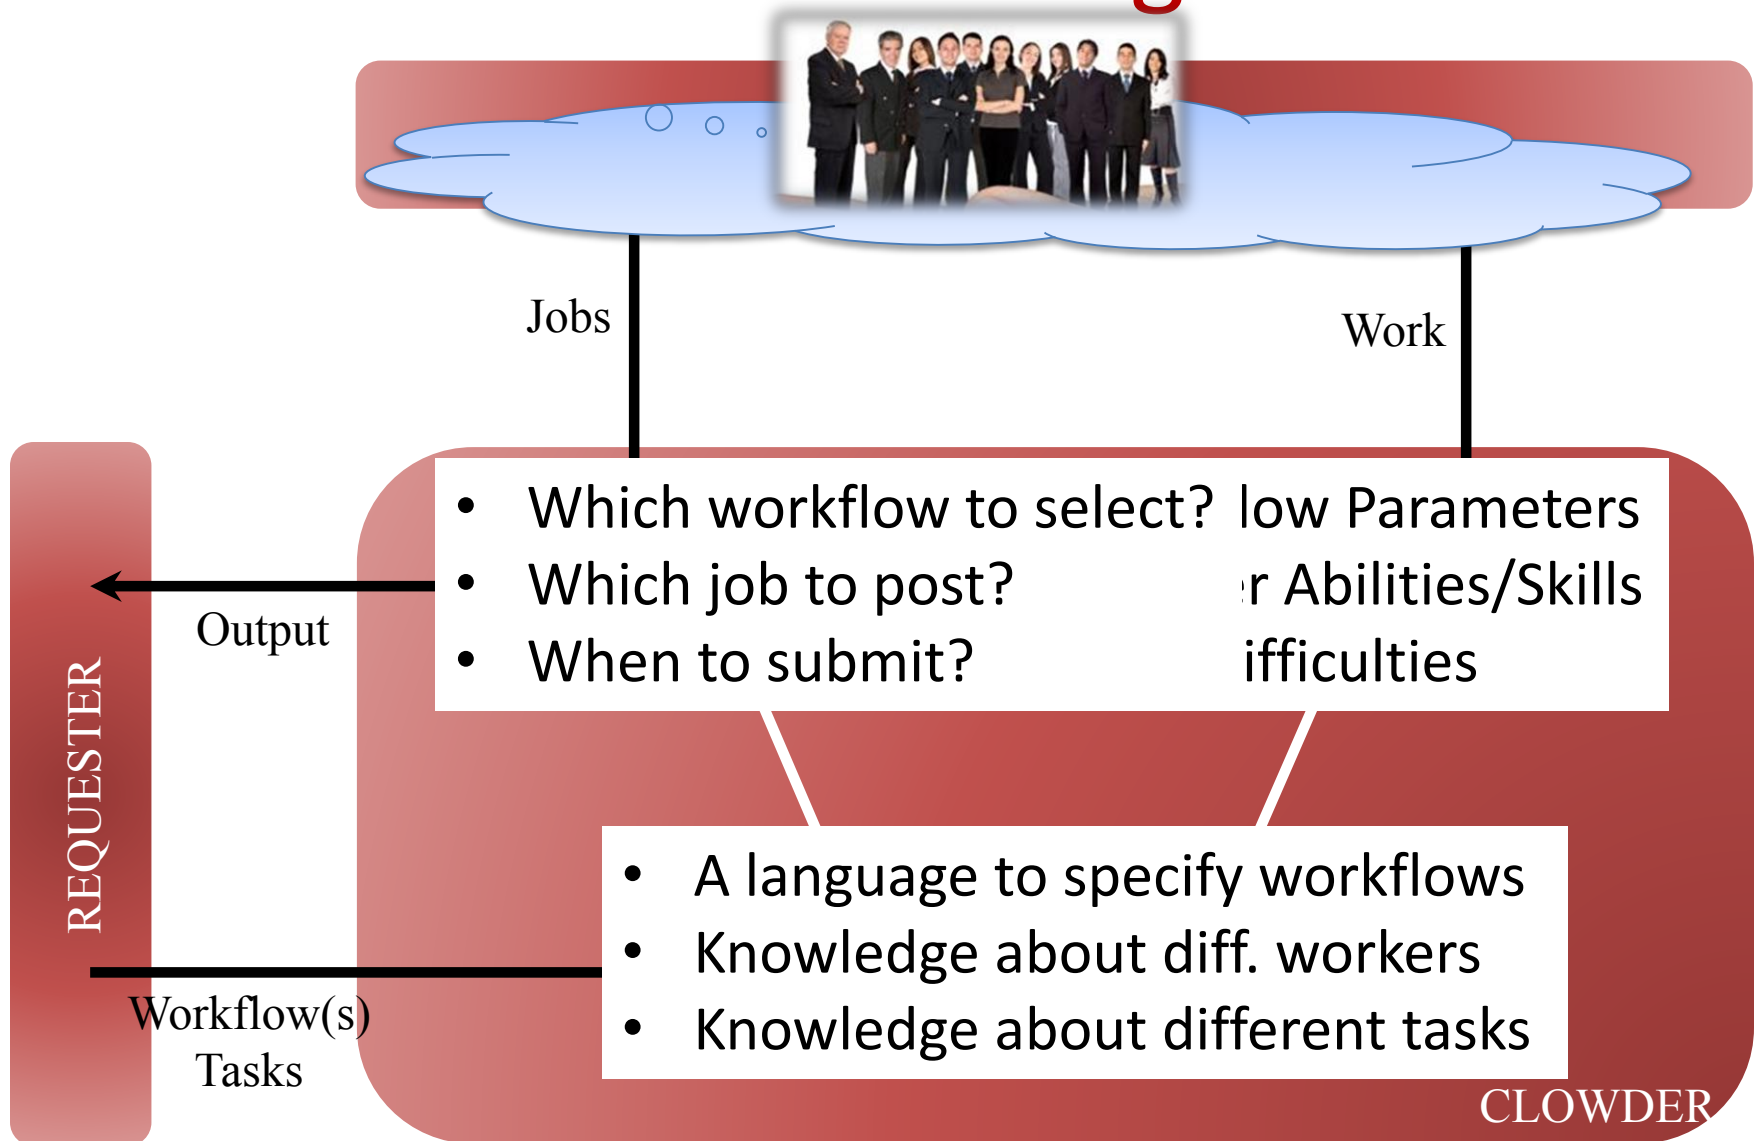 g
Jobs
Work
• Which workflow to select? low Parameters
• Which job to post? r Abilities/Skills
• When to submit? ifficulties
Output
REQUESTER
• A language to specify workflows
• Knowledge about diff. workers
• Knowledge about different tasks
Workflow(s)
Tasks
CLOWDER